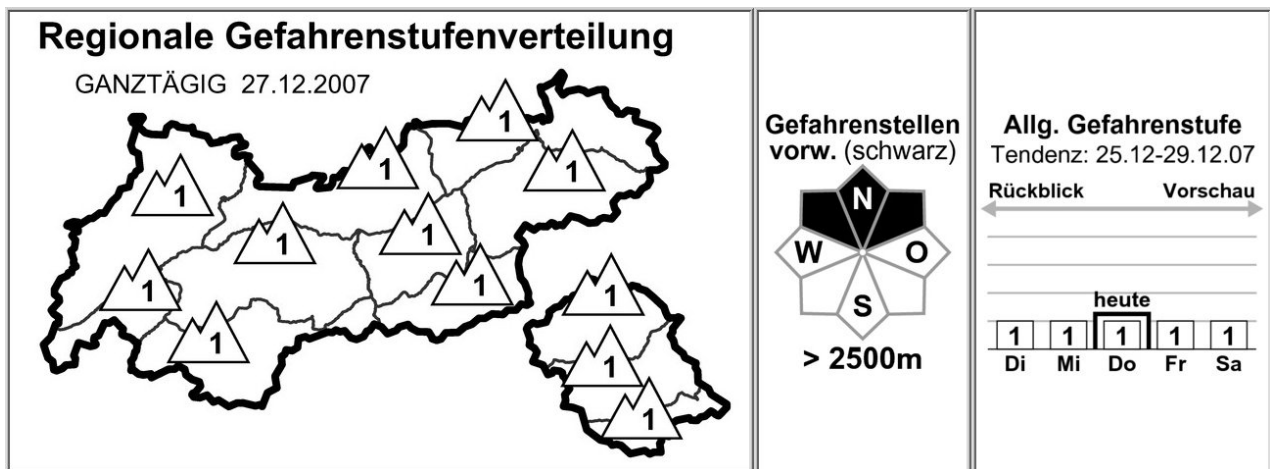 Regionale Gefahrenstufenverteilung
GANZTÄGIG 27.12.2007
1
1
1
1
1
1
1
1
1
1
1
1
Gefahrenstellen
vorw. (schwarz)
N
W O
S
> 2500m
Allg. Gefahrenstufe
Tendenz: 25.12-29.12.07
Rückblick Vorschau
heute
1 1 1 1 1
Di Mi Do Fr Sa